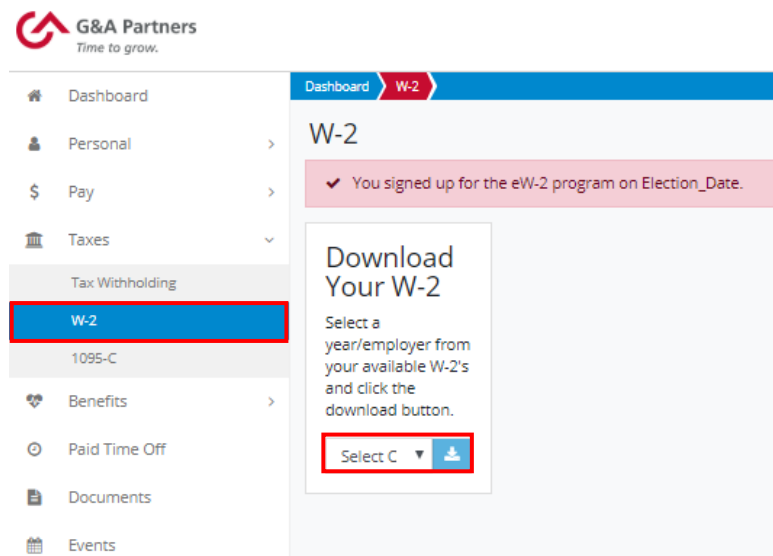 G&A Partners
Time to grow.
Dashboard
Personal
Pay
Taxes
Tax Withholding
W-2
1095-C
Benefits
Paid Time Off
Documents
Events
Dashboard
W-2
W-2
You signed up for the eW-2 program on Election_Date.
Download
Your W-2
Select a
year/employer from
your available W-2's
and click the
download button.
Select C